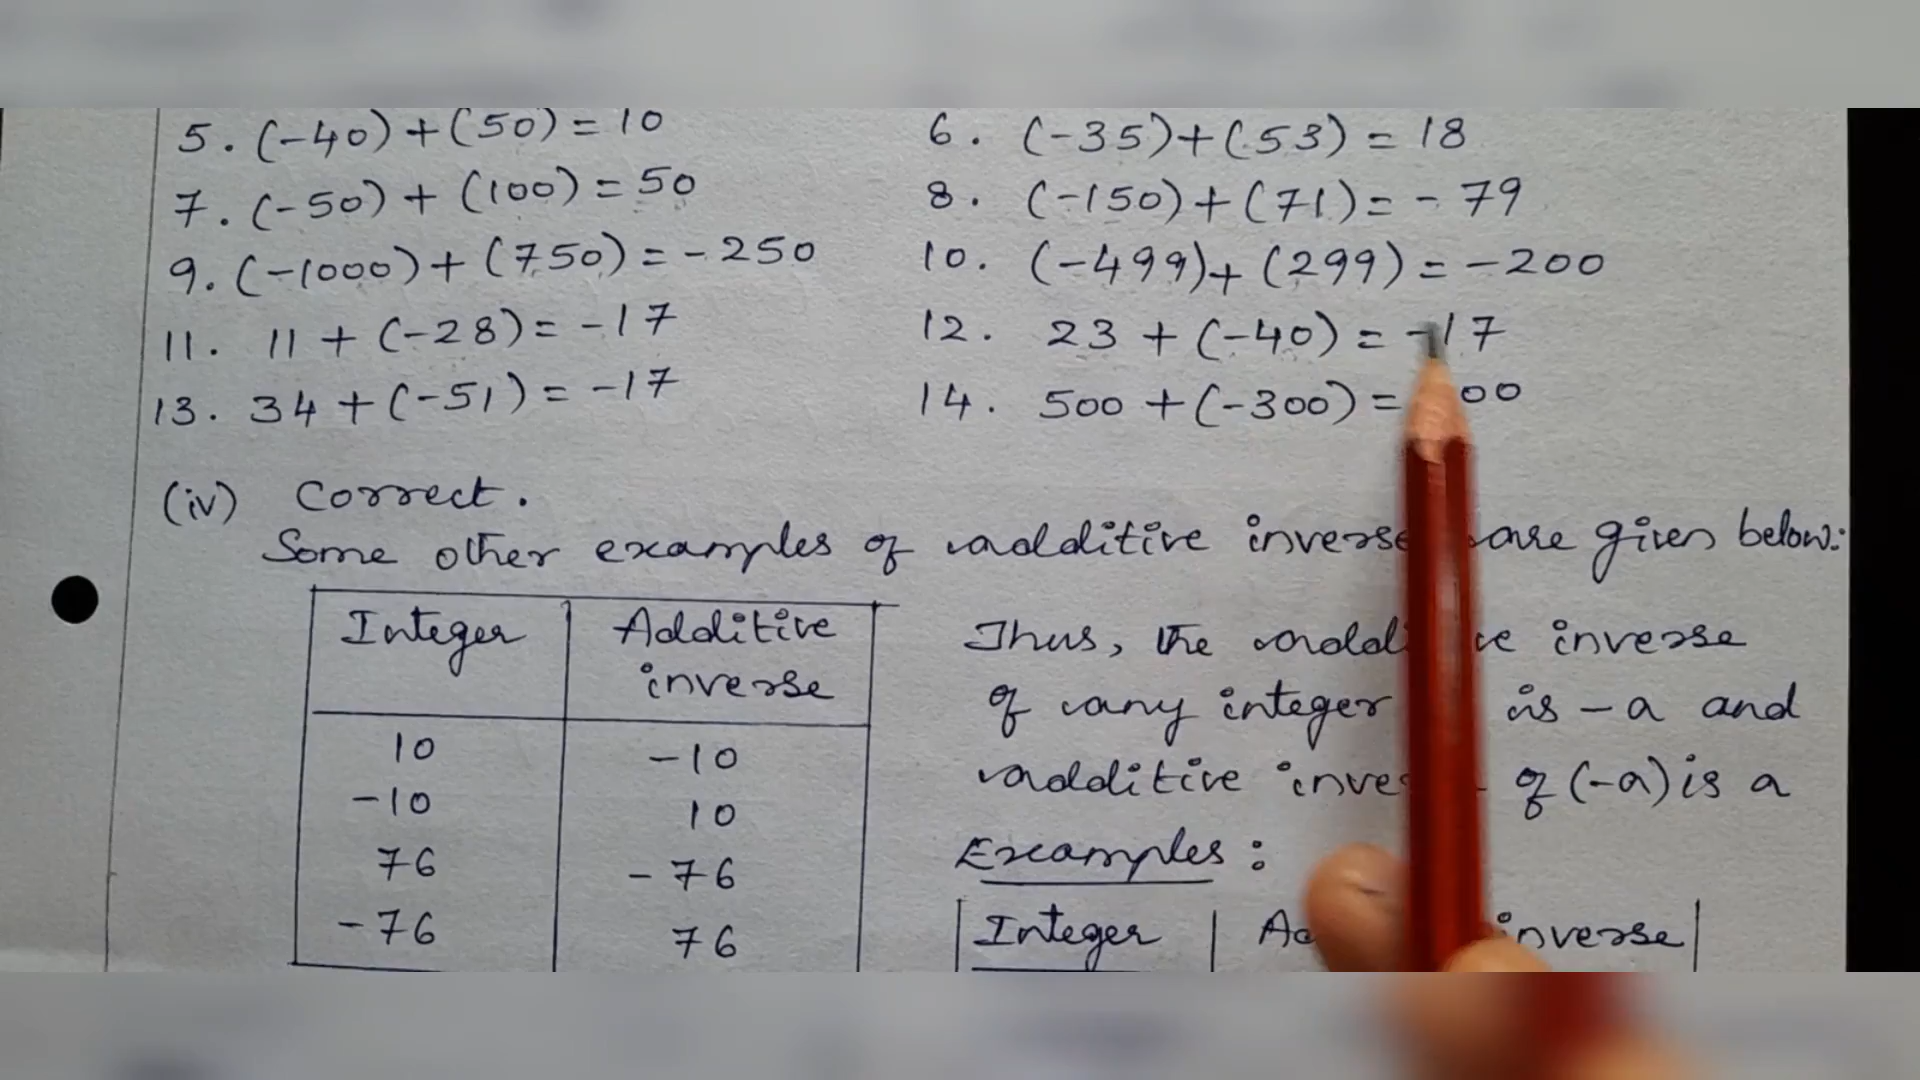 5. (-40) + (50) = 10
6. (-35)+(53) = 18
7. (-50) + (100) = 50
8. (-150)+(71) = - 79
9. (-1000)+(750) = -250
10. (-499)+(299) = -200
11. 11 + (-28) = -17
12. 23 + (-40) = -17
13. 34 + (-51) = -17
14. 500 + (-300) = 00
(iv) Correct.
Some other examples of additive inverse are given below:
Integer Additive
inverse
10 -10
-10 10
76 -76
-76 76
Thus, the inverse
of any integer is -a and
additive of (-a) is a
Examples:
Integer inverse